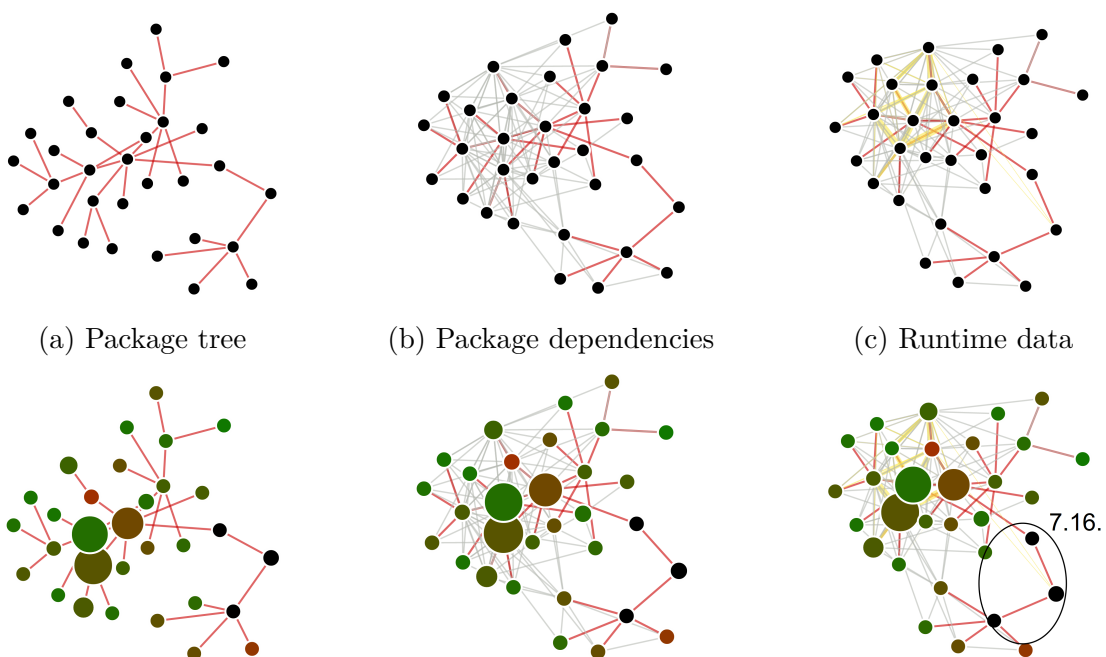 (a) Package tree
(b) Package dependencies
(c) Runtime data
7.16.